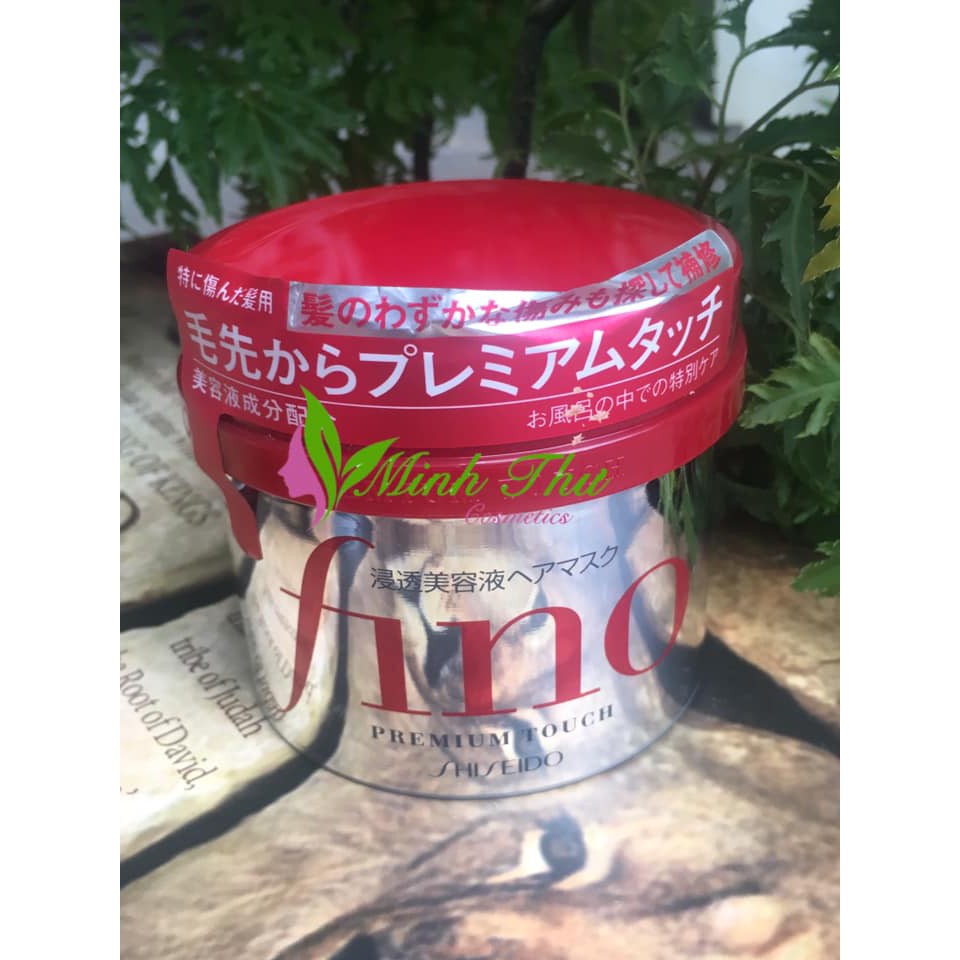 特に傷んだ髪用
髪のわずかな傷みも探して補修
毛先からプレミアムタッチ
美容液成分配合
お風呂の中での特別ケア
Minh Thư
Cosmetics
浸透美容液ヘアマスク
fino
PREMIUM TOUCH
SHISEIDO
OF KINGS
tribe of Judah,
Root of David,